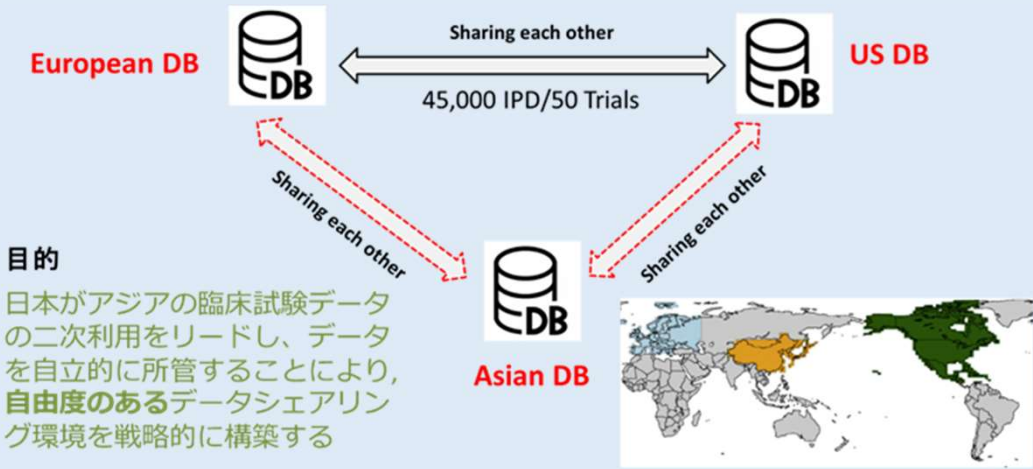 Sharing each other
European DB
DB
US DB
DB
45,000 IPD/50 Trials
Sharing each other
Sharing each other
DB
Asian DB
目的
日本がアジアの臨床試験データ
の二次利用をリードし、データ
を自立的に所管することにより,
自由度のあるデータシェアリン
グ環境を戦略的に構築する